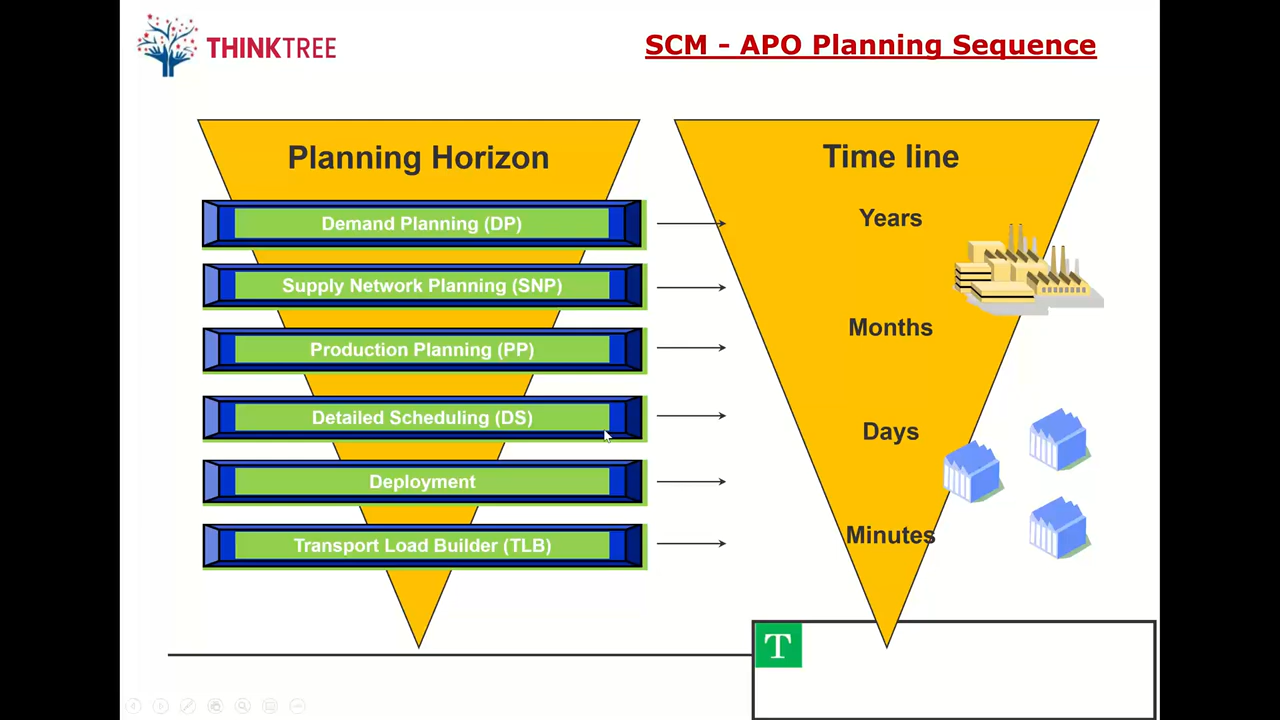 THINKTREE
SCM - APO Planning Sequence
Planning Horizon
Demand Planning (DP)
Supply Network Planning (SNP)
Production Planning (PP)
Detailed Scheduling (DS)
Deployment
Transport Load Builder (TLB)
Time line
Years
Months
Days
Minutes
T